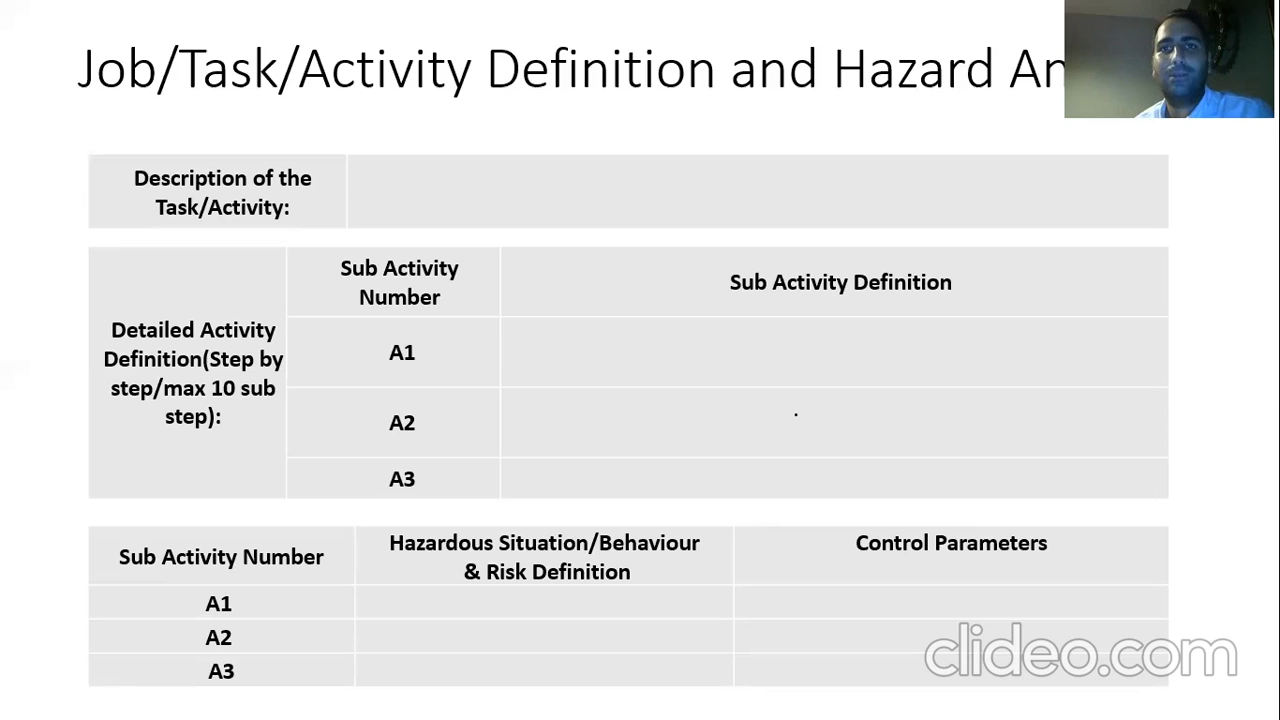 Job/Task/Activity Definition and Hazard
Description of the
Task/Activity:
Sub Activity
Number
Sub Activity Definition
Detailed Activity
Definition(Step by
step/max 10 sub
step):
A1
A2
A3
Sub Activity Number
Hazardous Situation/Behaviour
& Risk Definition
Control Parameters
A1
A2
A3
clideo.com